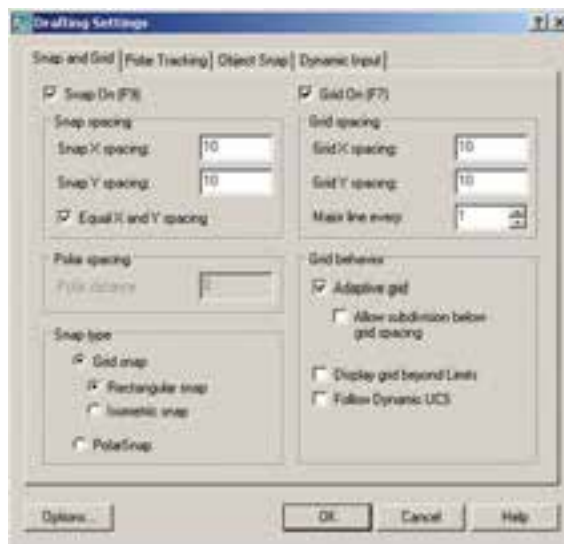 Drafting Settings
Snap and Grid
Polar Tracking
Object Snap
Dynamic Input
Snap On (F9)
Snap spacing
Snap X spacing: 10
Snap Y spacing: 10
Equal X and Y spacing
Polar spacing
Polar distance: 0
Snap type
Grid snap
Rectangular snap
Isometric snap
PolarSnap
Grid On (F7)
Grid spacing
Grid X spacing: 10
Grid Y spacing: 10
Major line every: 1
Grid behavior
Adaptive grid
Allow subdivision below
grid spacing
Display grid beyond Limits
Follow Dynamic UCS
Options...
OK
Cancel
Help